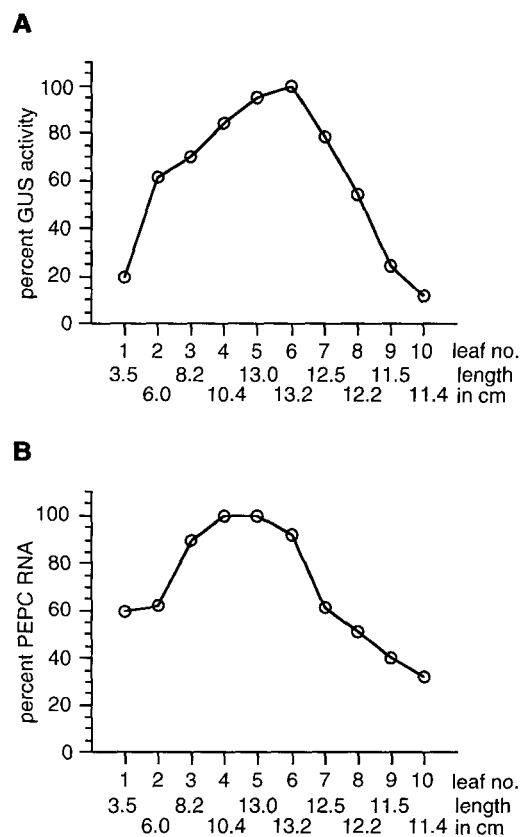 A
percent GUS activity
100
80
60
40
20
0
1 2 3 4 5 6 7 8 9 10 leaf no.
3.5 8.2 13.0 12.5 11.5 length
6.0 10.4 13.2 12.2 11.4 in cm
B
percent PEPC RNA
100
80
60
40
20
0
1 2 3 4 5 6 7 8 9 10 leaf no.
3.5 8.2 13.0 12.5 11.5 length
6.0 10.4 13.2 12.2 11.4 in cm